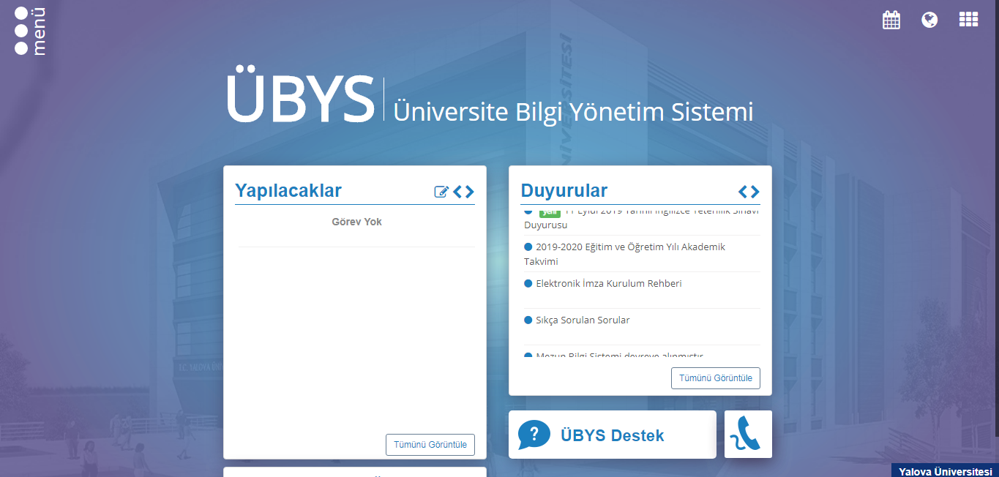 menü
ÜBYS
Üniversite Bilgi Yönetim Sistemi
Yapılacaklar
Görev Yok
Tümünü Görüntüle
Duyurular
yeni 11 Eylül 2019 Tarihli İngilizce Yeterlilik Sınavı
Duyurusu
2019-2020 Eğitim ve Öğretim Yılı Akademik
Takvimi
Elektronik İmza Kurulum Rehberi
Sıkça Sorulan Sorular
Mezun Bilgi Sistemi devreye alınmıştır
Tümünü Görüntüle
? ÜBYS Destek
Yalova Üniversitesi